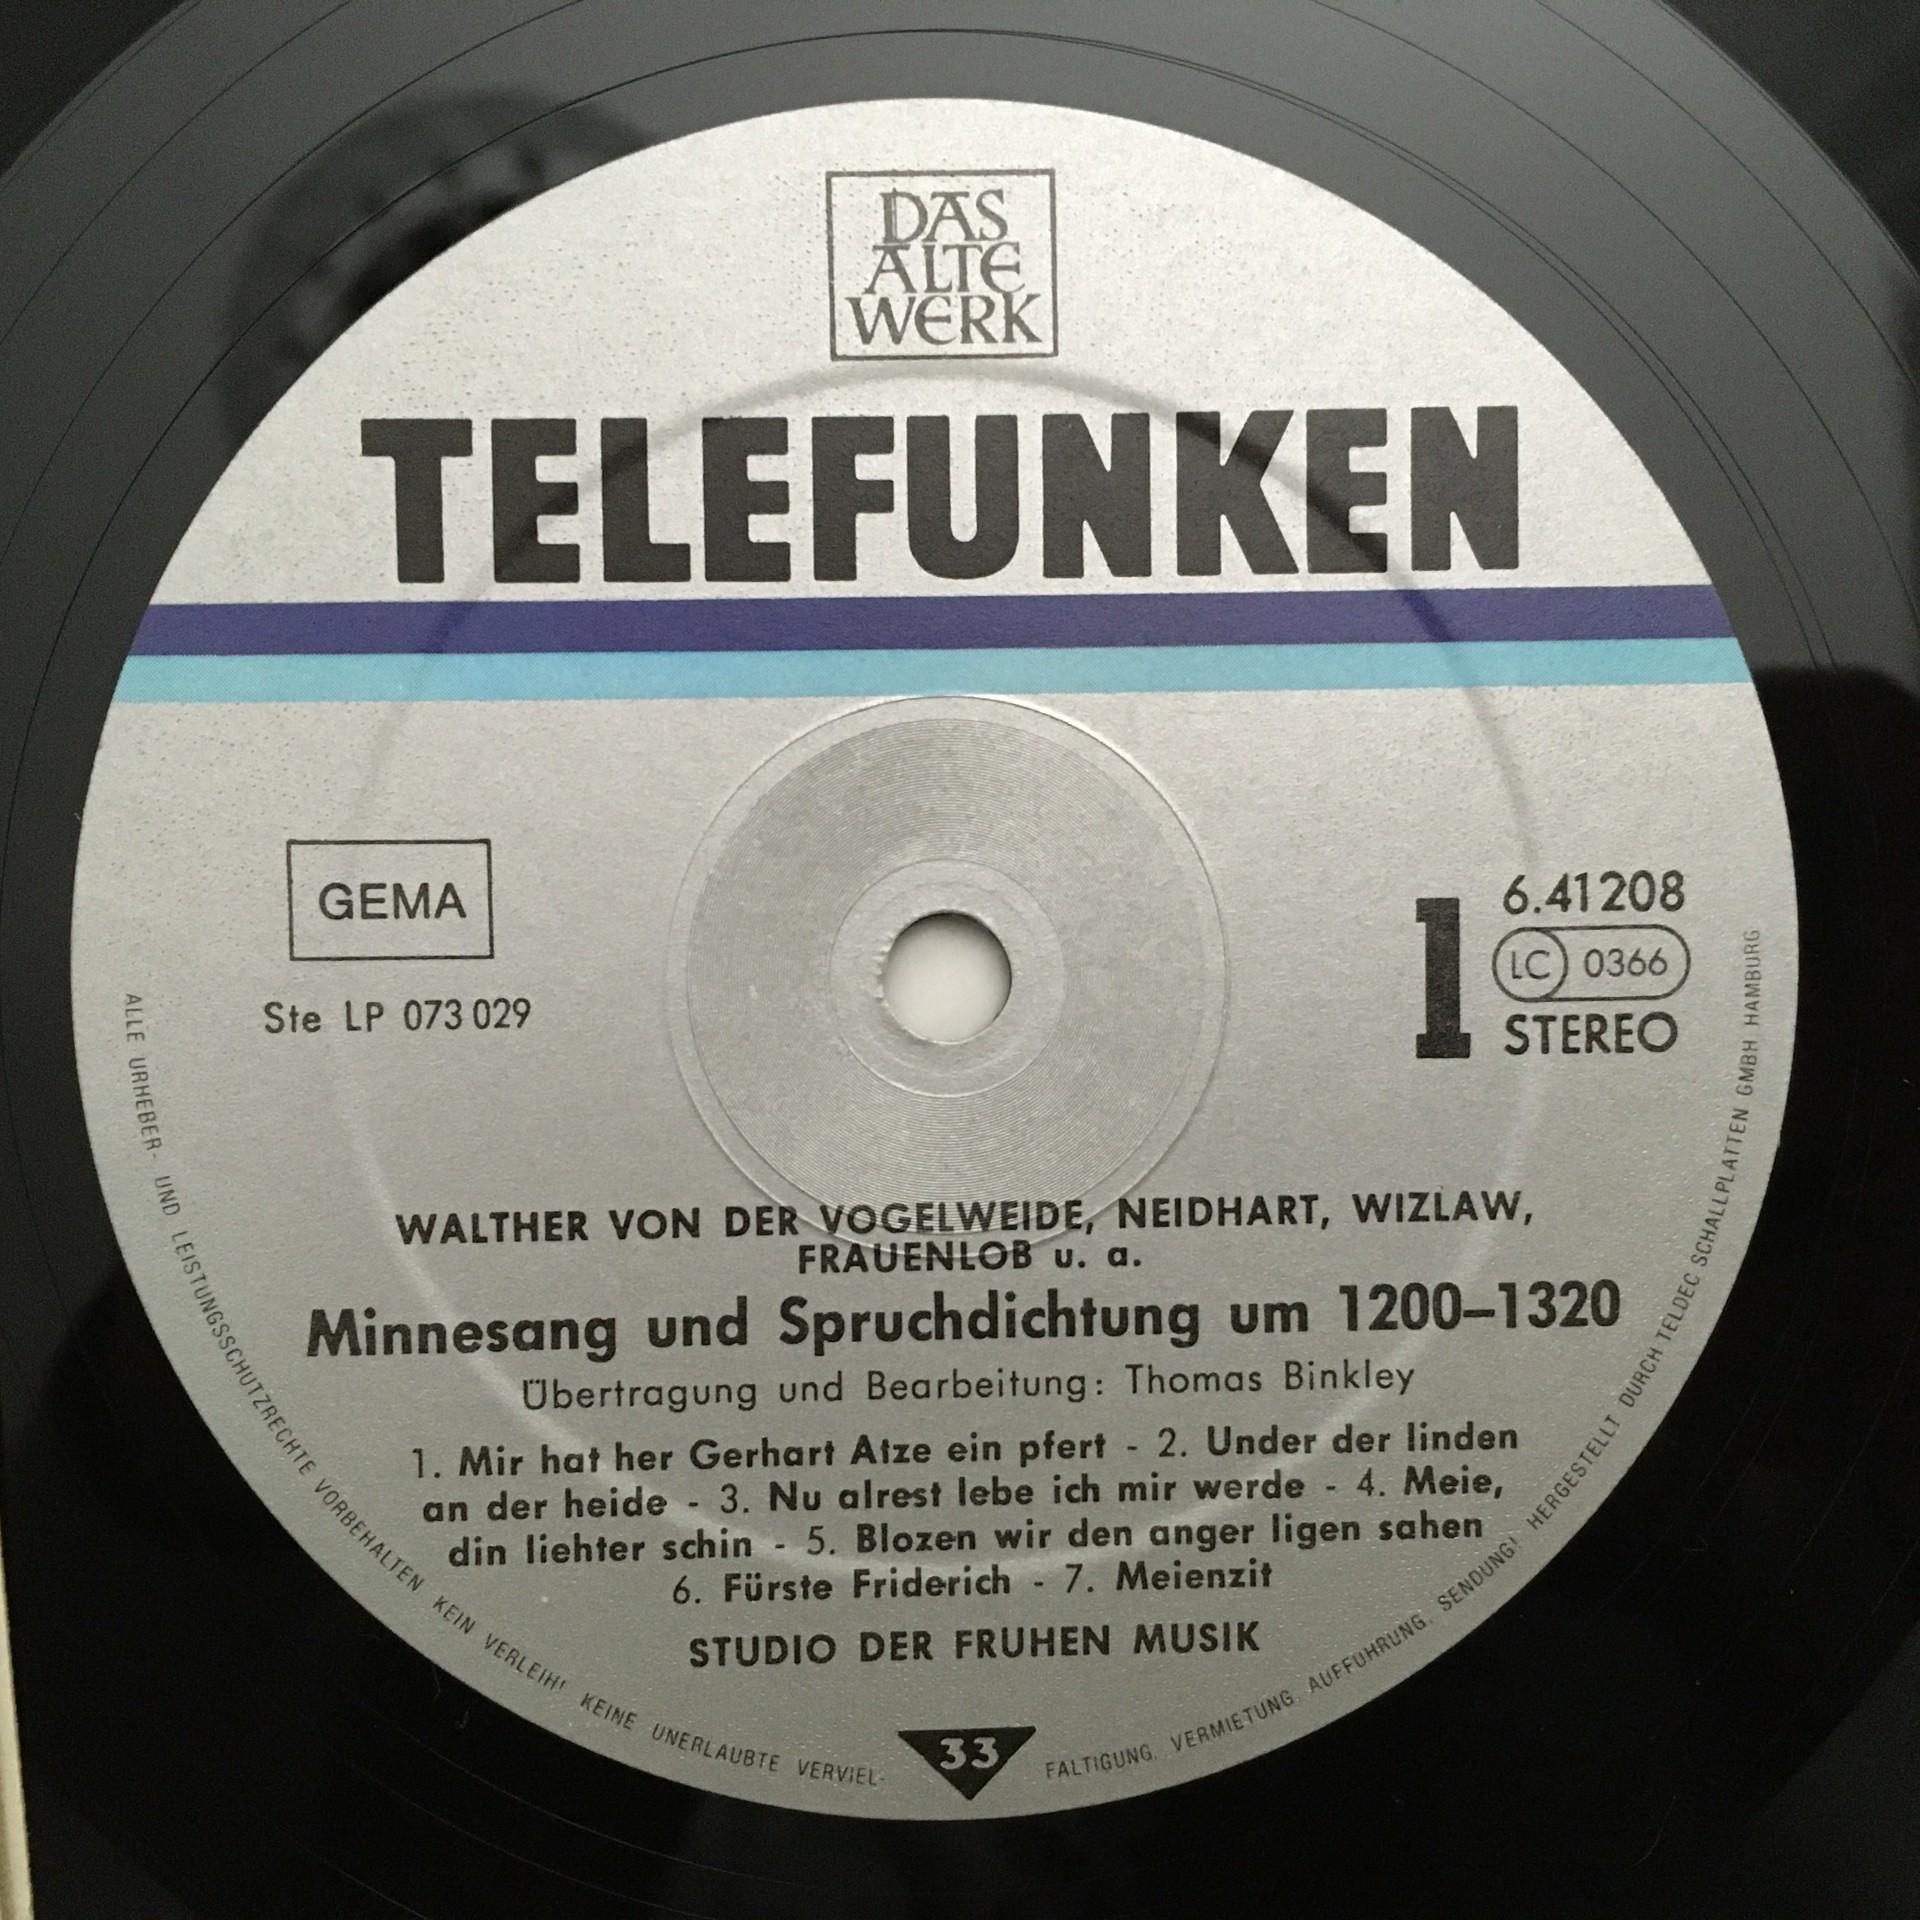 DAS
ALTE
WERK
TELEFUNKEN
GEMA
Ste LP 073 029
1
6.41208
LC 0366
STEREO
WALTHER VON DER VOGELWEIDE, NEIDHART, WIZLAW,
FRAUENLOB u. a.
Minnesang und Spruchdichtung um 1200–1320
Übertragung und Bearbeitung: Thomas Binkley
1. Mir hat her Gerhart Atze ein pfert - 2. Under der linden
an der heide - 3. Nu alrest lebe ich mir werde - 4. Meie,
din liehter schin - 5. Blozen wir den anger ligen sahen
6. Fürste Friderich - 7. Meienzit
STUDIO DER FRUHEN MUSIK
33
ALLE URHEBER- UND LEISTUNGSSCHUTZRECHTE VORBEHALTEN KEIN VERLEIH! KEINE UNERLAUBTE VERVIEL-
FALTIGUNG, VERMIETUNG, AUFFUHRUNG, SENDUNG! HERGESTELLT DURCH TELDEC SCHALLPLATTEN GMBH HAMBURG